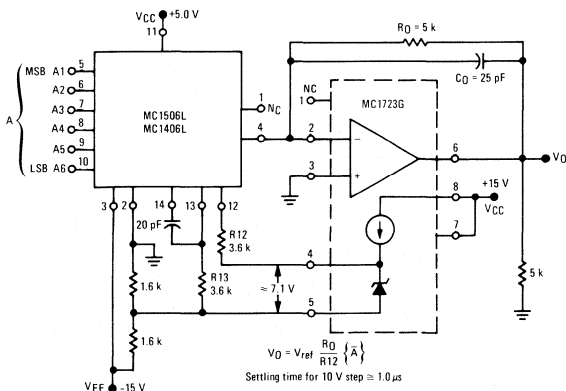 VCC +5.0 V
11
RO = 5 k
CO = 25 pF
A
MSB A1 5
A2 6
A3 7
A4 8
A5 9
LSB A6 10
MC1506L
MC1406L
1 NC
4
NC
1
MC1723G
2
−
3
+
6
VO
8
+15 V
VCC
7
3
2
14
13
12
20 pF
R12
3.6 k
R13
3.6 k
4
≈ 7.1 V
5
1.6 k
1.6 k
5 k
VEE −15 V
VO = Vref RO/R12 {A̅}
Settling time for 10 V step ≅ 1.0 μs